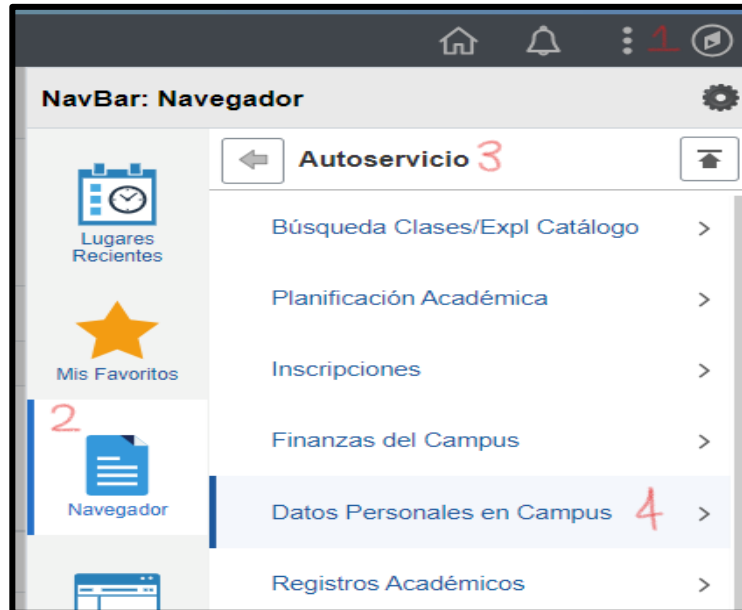 1
NavBar: Navegador
Autoservicio 3
Lugares
Recientes
Búsqueda Clases/Expl Catálogo
Planificación Académica
Mis Favoritos
Inscripciones
2
Finanzas del Campus
Navegador
Datos Personales en Campus 4
Registros Académicos